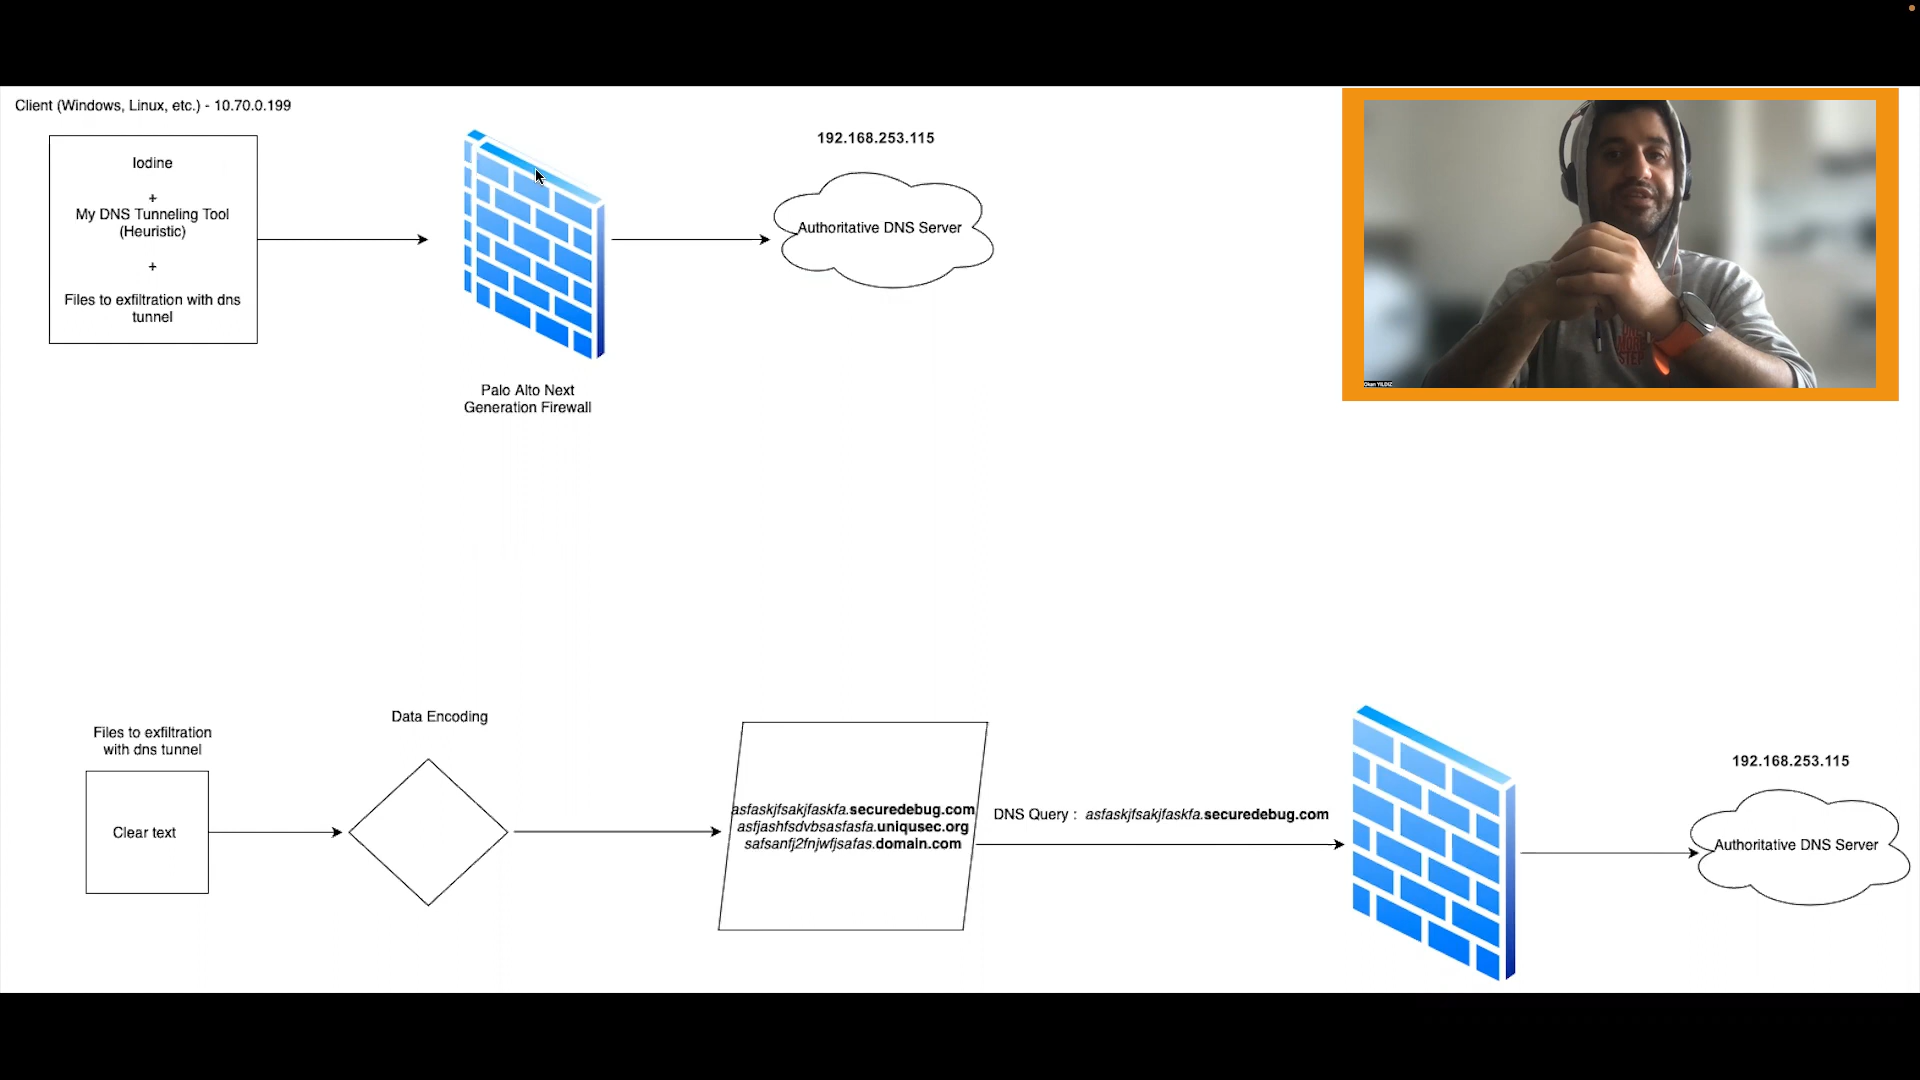 Client (Windows, Linux, etc.) - 10.70.0.199
Iodine
+
My DNS Tunneling Tool
(Heuristic)
+
Files to exfiltration with dns
tunnel
Palo Alto Next
Generation Firewall
192.168.253.115
Authoritative DNS Server
Okan YILDIZ
Files to exfiltration
with dns tunnel
Clear text
Data Encoding
asfaskjfsakjfaskfa.securedebug.com
asfjashfsdvbsasfasfa.uniqusec.org
safsanfj2fnjwfjsafas.domain.com
DNS Query : asfaskjfsakjfaskfa.securedebug.com
192.168.253.115
Authoritative DNS Server